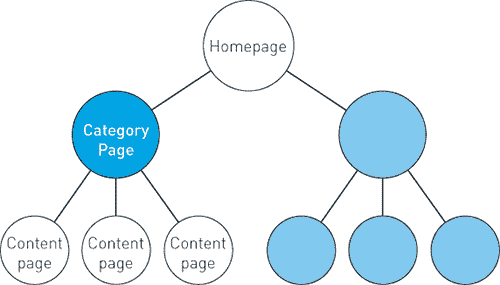 Homepage
Category
Page
Content
page
Content
page
Content
page